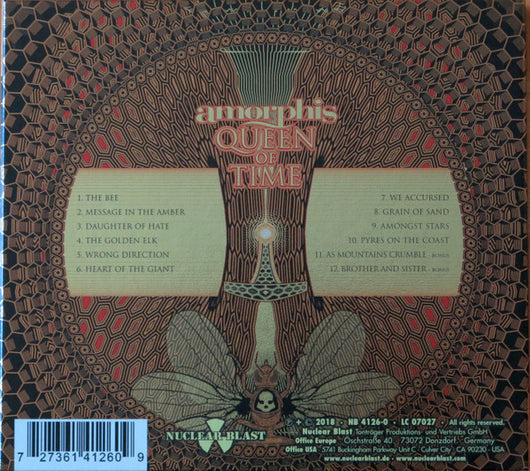 amorphis
QUEEN
OF
TIME
1. THE BEE
2. MESSAGE IN THE AMBER
3. DAUGHTER OF HATE
4. THE GOLDEN ELK
5. WRONG DIRECTION
6. HEART OF THE GIANT
7. WE ACCURSED
8. GRAIN OF SAND
9. AMONGST STARS
10. PYRES ON THE COAST
11. AS MOUNTAINS CRUMBLE - BONUS
12. BROTHER AND SISTER - BONUS
NUCLEAR BLAST
7 27361 41260 9
℗ + © 2018 · NB 4126-0 · LC 07027 All rights reserved.
Nuclear Blast Tonträger Produktions- und Vertriebs GmbH
Office Europe Oeschstraße 40 73072 Donzdorf, Germany
Office USA 5741 Buckingham Parkway Unit C Culver City CA 90230 - USA
www.nuclearblast.de - www.nuclearblast.com